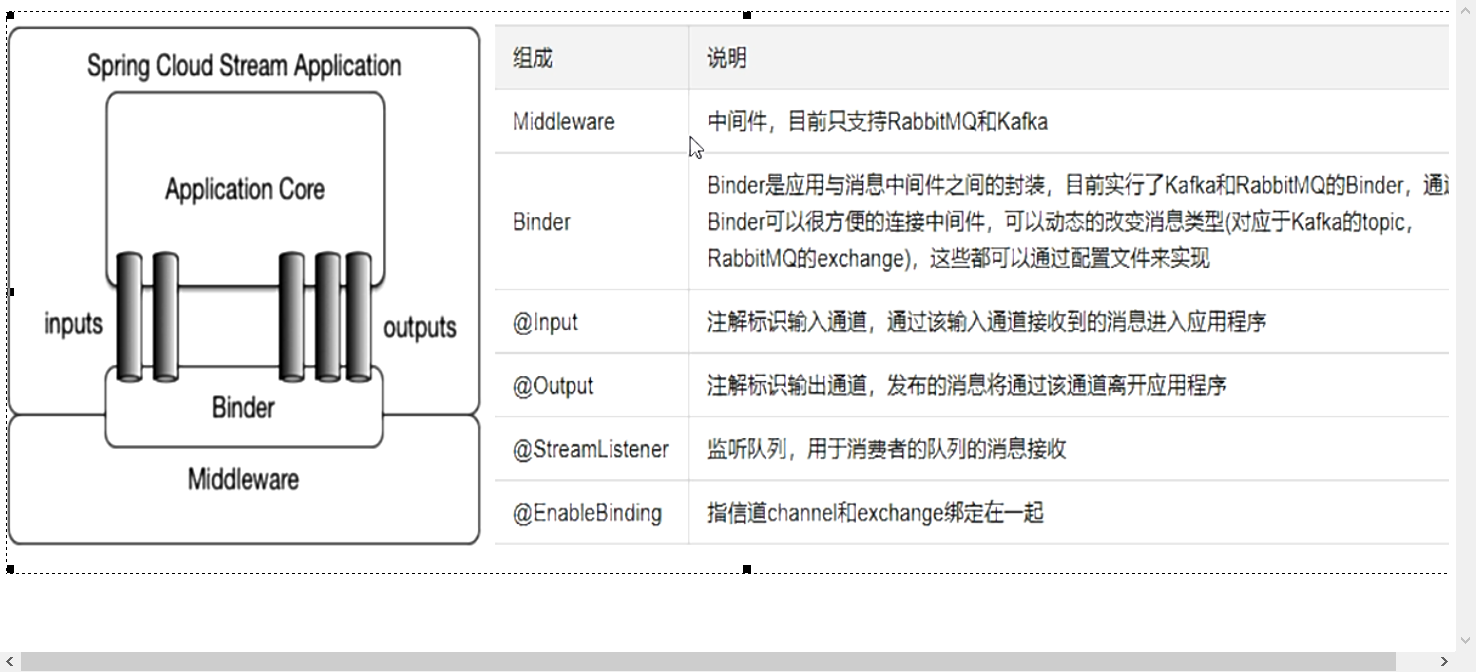 Spring Cloud Stream Application
Application Core
inputs
outputs
Binder
Middleware
组成 说明
Middleware 中间件，目前只支持RabbitMQ和Kafka
Binder Binder是应用与消息中间件之间的封装，目前实行了Kafka和RabbitMQ的Binder，通
Binder可以很方便的连接中间件，可以动态的改变消息类型(对应于Kafka的topic，
RabbitMQ的exchange)，这些都可以通过配置文件来实现
@Input 注解标识输入通道，通过该输入通道接收到的消息进入应用程序
@Output 注解标识输出通道，发布的消息将通过该通道离开应用程序
@StreamListener 监听队列，用于消费者的队列的消息接收
@EnableBinding 指信道channel和exchange绑定在一起